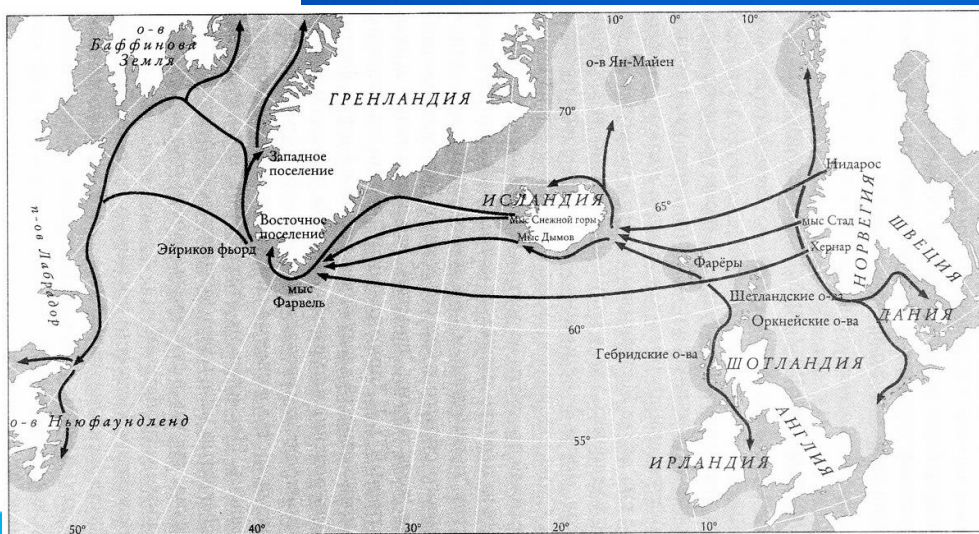 о-в
Баффинова
Земля
ГРЕНЛАНДИЯ
10°
0°
10°
о-в Ян-Майен
70°
Западное
поселение
Восточное
поселение
Эйриков фьорд
ИСЛАНДИЯ
Мыс Снежной горы
Мыс Дымов
65°
Нидарос
мыс Стад
Хернар
НОРВЕГИЯ
ШВЕЦИЯ
ДАНИЯ
Фарёры
мыс
Фарвель
Шетландские о-ва
Оркнейские о-ва
60°
Гебридские о-ва
ШОТЛАНДИЯ
АНГЛИЯ
ИРЛАНДИЯ
55°
п-ов Лабрадор
о-в Ньюфаундленд
50°
40°
30°
20°
10°